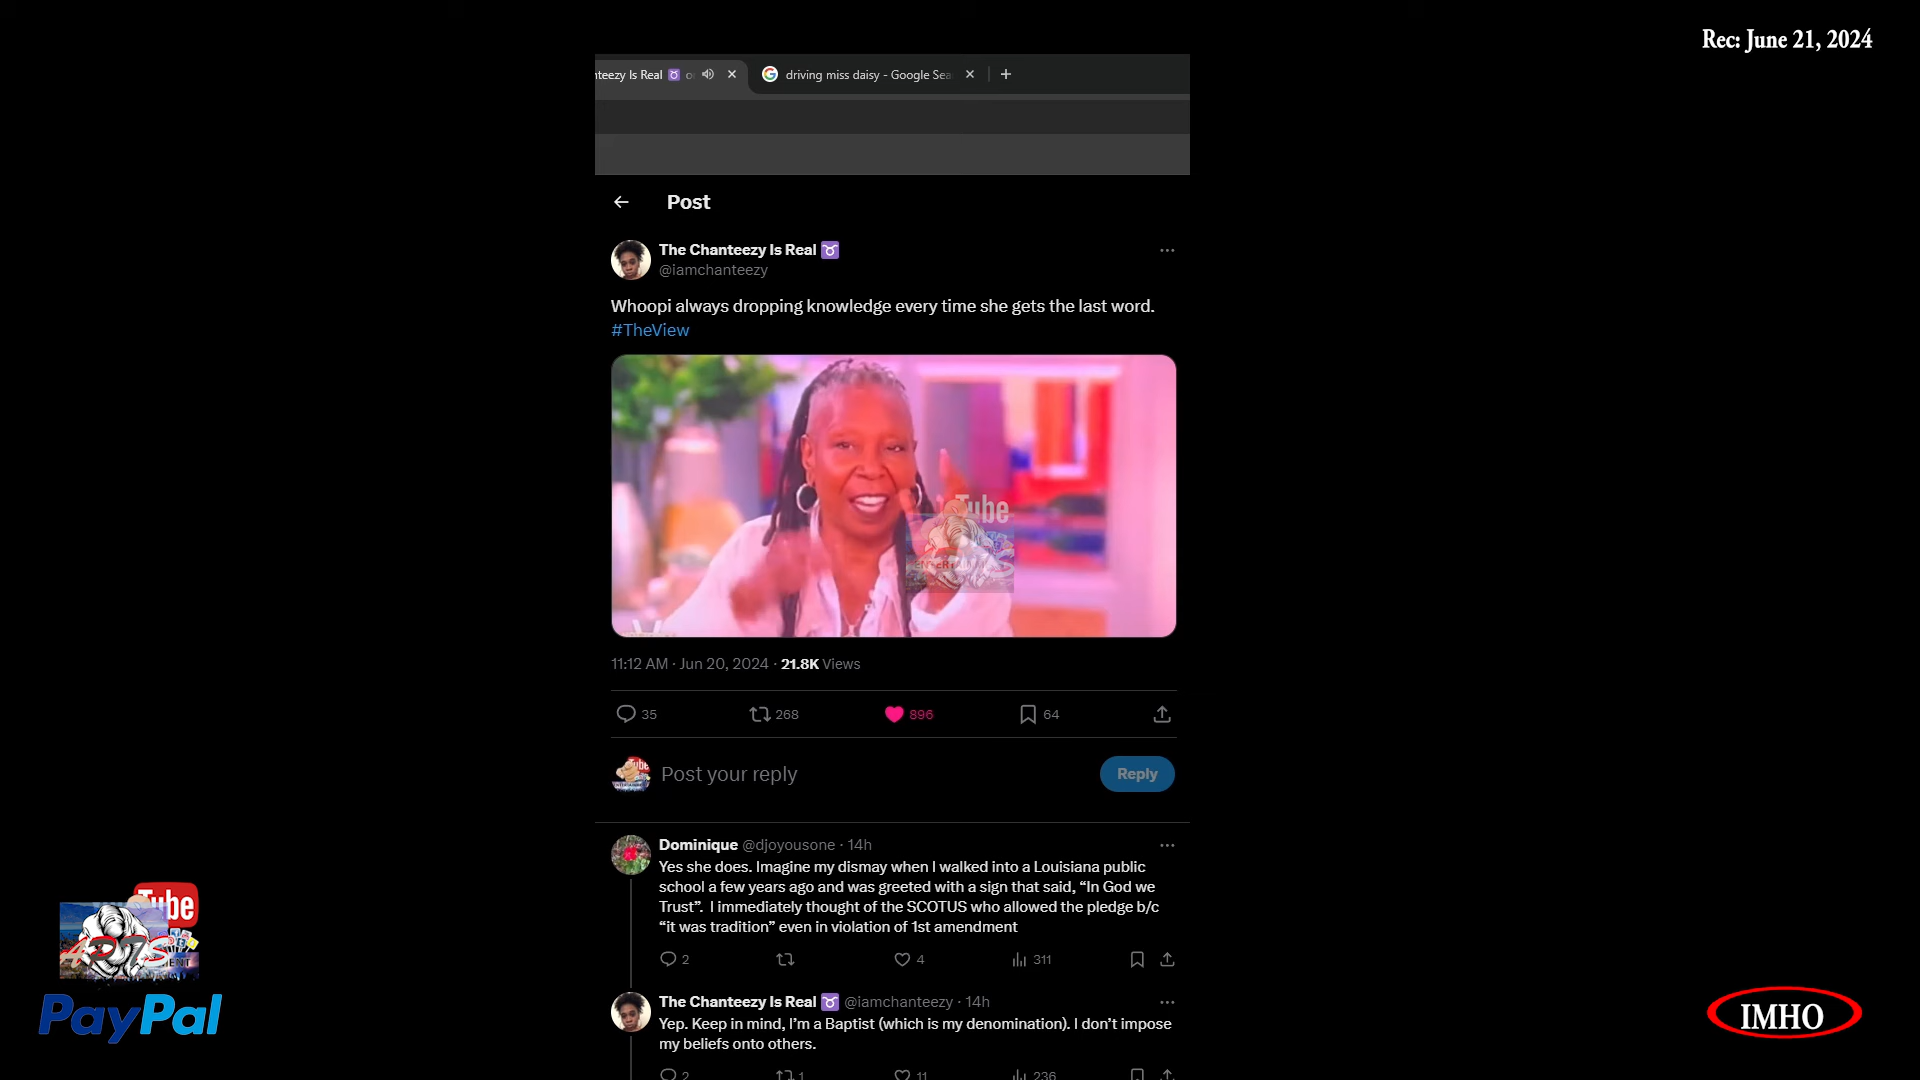 Rec: June 21, 2024
nteezy Is Real ♉ o
driving miss daisy - Google Sea
Post
The Chanteezy Is Real ♉
@iamchanteezy
Whoopi always dropping knowledge every time she gets the last word.
#TheView
Tube
11:12 AM · Jun 20, 2024 · 21.8K Views
35
268
896
64
Post your reply
Reply
Dominique @djoyousone · 14h
Yes she does. Imagine my dismay when I walked into a Louisiana public
school a few years ago and was greeted with a sign that said, “In God we
Trust”.  I immediately thought of the SCOTUS who allowed the pledge b/c
“it was tradition” even in violation of 1st amendment
2
4
311
The Chanteezy Is Real ♉ @iamchanteezy · 14h
Yep. Keep in mind, I’m a Baptist (which is my denomination). I don’t impose
my beliefs onto others.
2
1
11
236
Tube
PayPal
IMHO